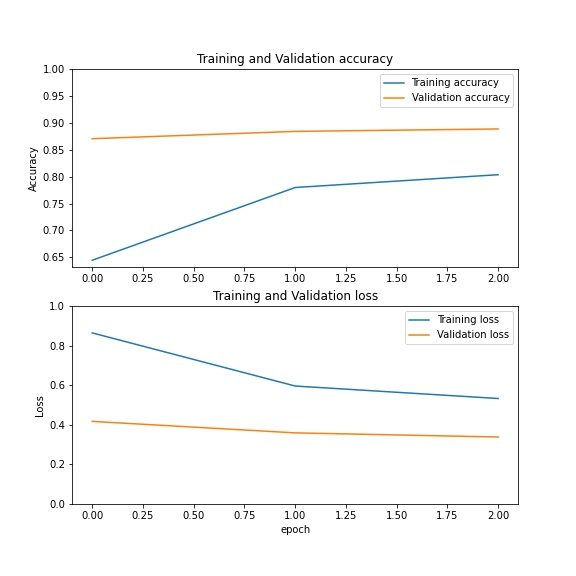 Training and Validation accuracy
1.00
0.95
0.90
0.85
0.80
0.75
0.70
0.65
Accuracy
Training accuracy
Validation accuracy
0.00 0.25 0.50 0.75 1.00 1.25 1.50 1.75 2.00
Training and Validation loss
1.0
0.8
0.6
0.4
0.2
0.0
Loss
Training loss
Validation loss
0.00 0.25 0.50 0.75 1.00 1.25 1.50 1.75 2.00
epoch